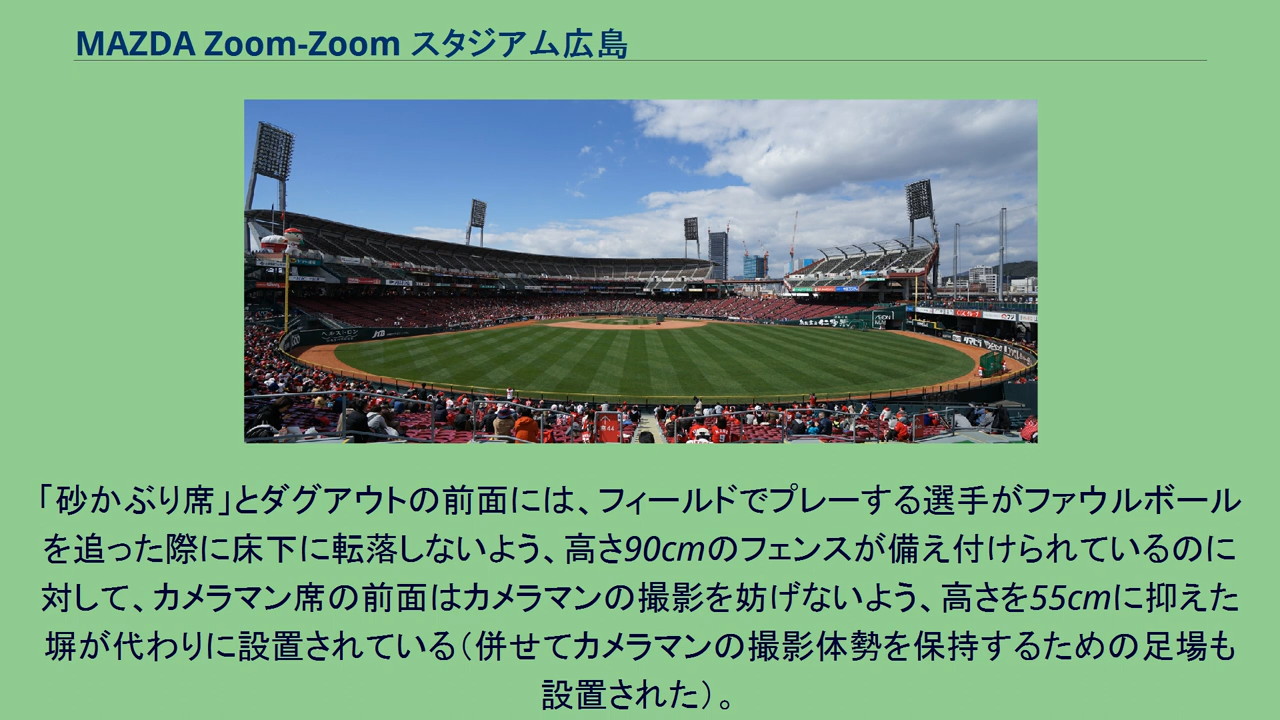 MAZDA Zoom-Zoom スタジアム広島
JTB
44
「砂かぶり席」とダグアウトの前面には、フィールドでプレーする選手がファウルボール
を追った際に床下に転落しないよう、高さ90cmのフェンスが備え付けられているのに
対して、カメラマン席の前面はカメラマンの撮影を妨げないよう、高さを55cmに抑えた
塀が代わりに設置されている（併せてカメラマンの撮影体勢を保持するための足場も
設置された）。